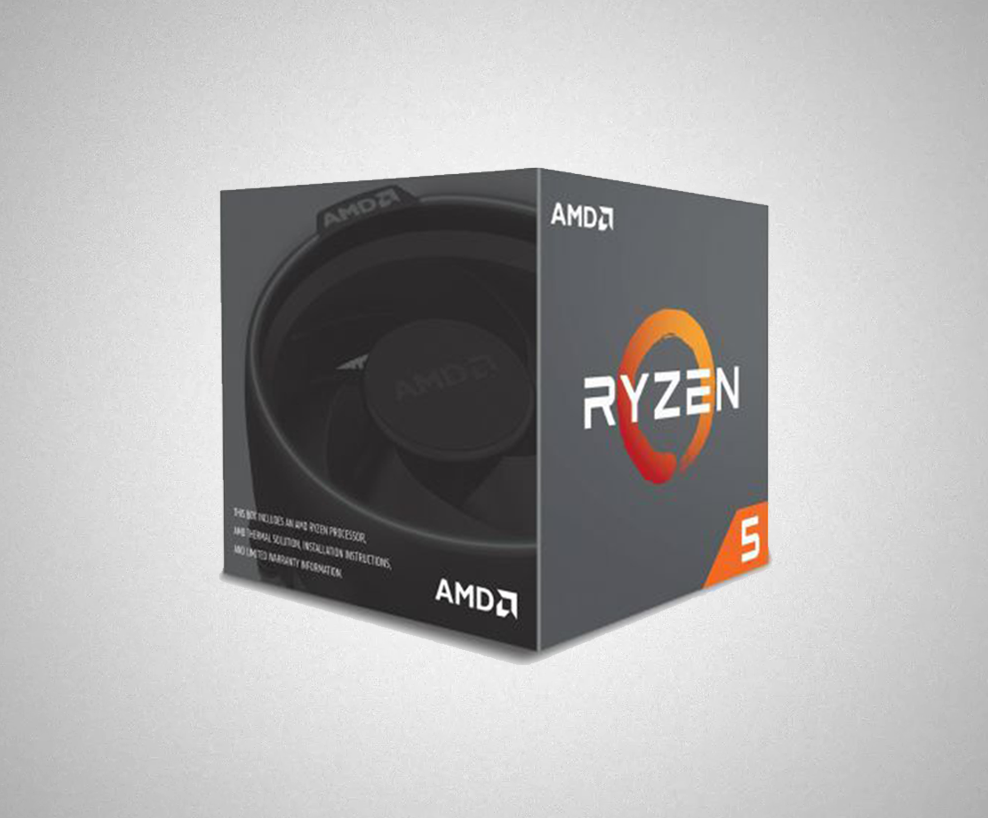 AMD
AMD
THIS BOX INCLUDES AN AMD RYZEN PROCESSOR,
AMD THERMAL SOLUTION, INSTALLATION INSTRUCTIONS,
AND LIMITED WARRANTY INFORMATION.
AMD
AMD
RYZEN
5